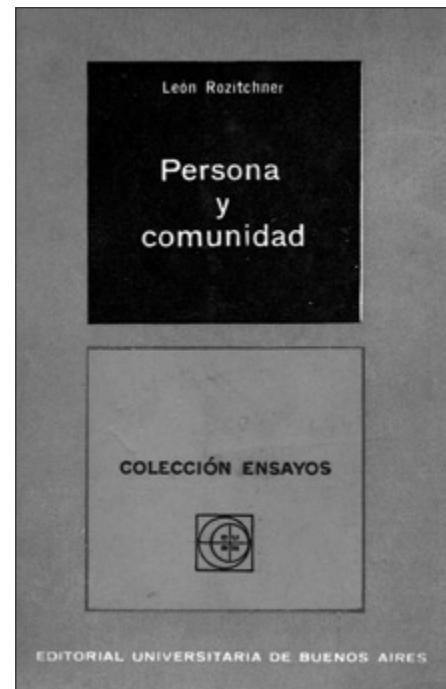 León Rozitchner
Persona
y
comunidad
COLECCIÓN ENSAYOS
EDITORIAL UNIVERSITARIA DE BUENOS AIRES